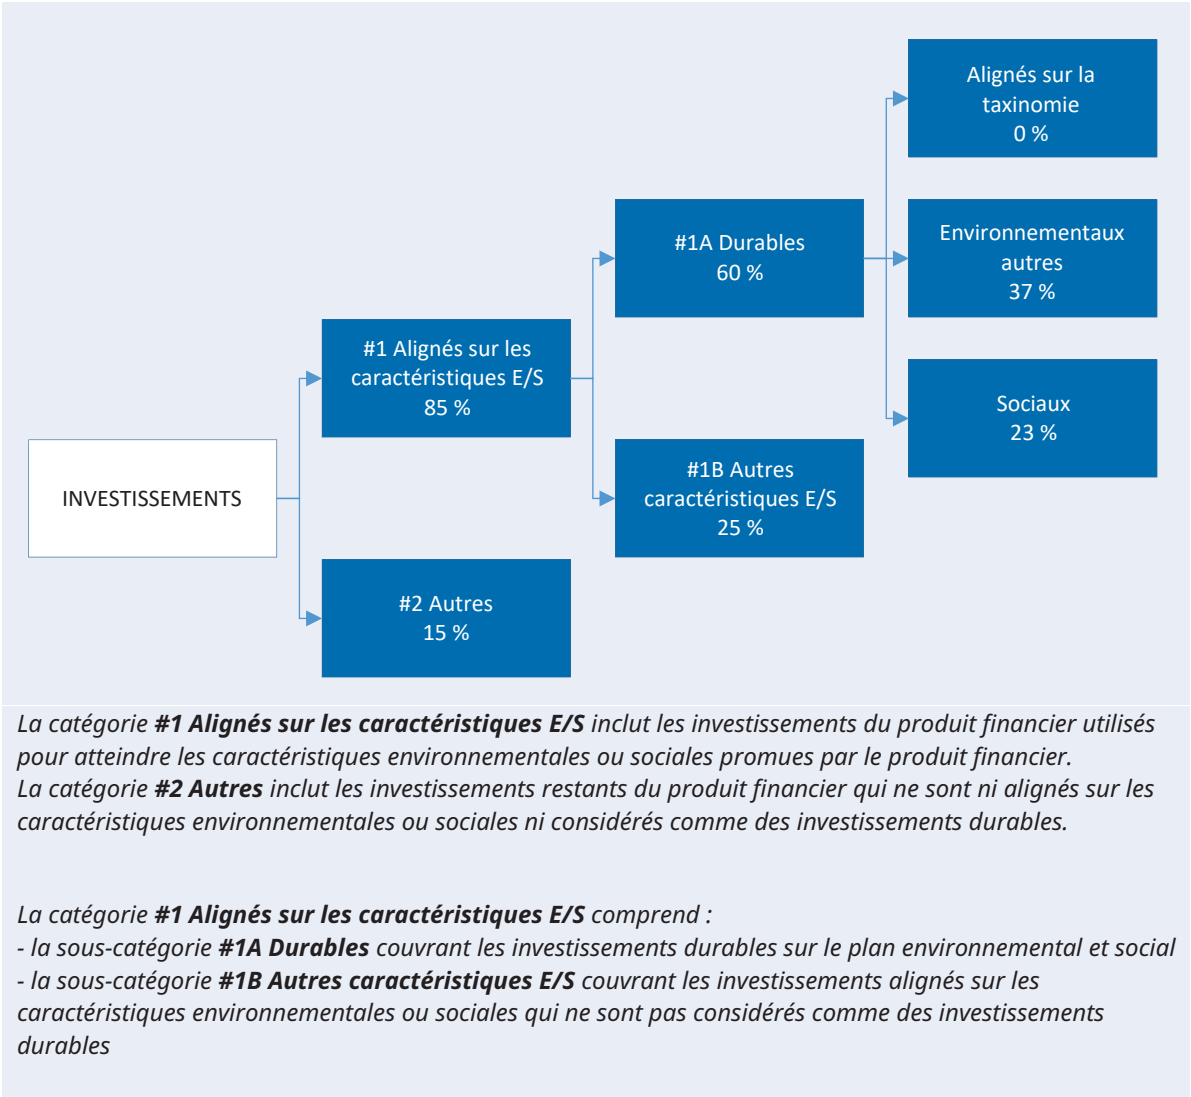 Alignés sur la
taxinomie
0 %
#1A Durables
60 %
Environnementaux
autres
37 %
#1 Alignés sur les
caractéristiques E/S
85 %
Sociaux
23 %
INVESTISSEMENTS
#1B Autres
caractéristiques E/S
25 %
#2 Autres
15 %
La catégorie #1 Alignés sur les caractéristiques E/S inclut les investissements du produit financier utilisés
pour atteindre les caractéristiques environnementales ou sociales promues par le produit financier.
La catégorie #2 Autres inclut les investissements restants du produit financier qui ne sont ni alignés sur les
caractéristiques environnementales ou sociales ni considérés comme des investissements durables.
La catégorie #1 Alignés sur les caractéristiques E/S comprend :
- la sous-catégorie #1A Durables couvrant les investissements durables sur le plan environnemental et social
- la sous-catégorie #1B Autres caractéristiques E/S couvrant les investissements alignés sur les
caractéristiques environnementales ou sociales qui ne sont pas considérés comme des investissements
durables